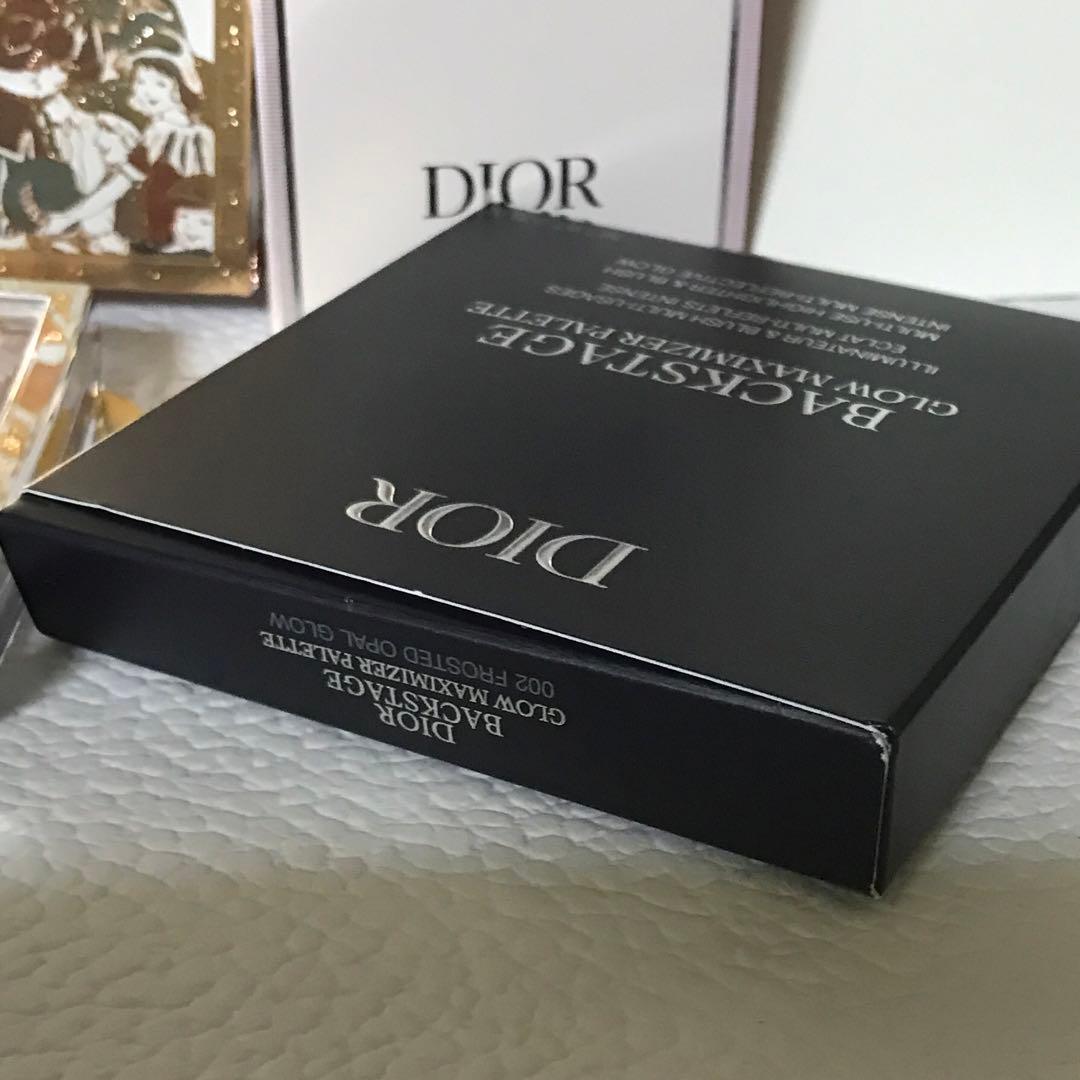 DIOR
DIOR
BACKSTAGE
GLOW MAXIMIZER PALETTE
ILLUMINATEUR & BLUSH MULTI-USAGES
ECLAT MULTI-REFLETS INTENSE
MULTI-USE HIGHLIGHTER & BLUSH
INTENSE MULTI-REFLECTIVE GLOW
DIOR
BACKSTAGE
GLOW MAXIMIZER PALETTE
002 FROSTED OPAL GLOW